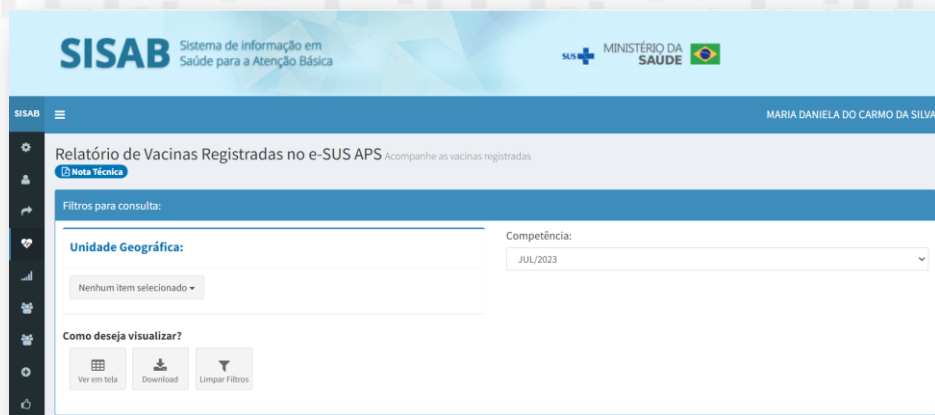 SISAB Sistema de informação em
Saúde para a Atenção Básica
SUS MINISTÉRIO DA
SAÚDE
SISAB MARIA DANIELA DO CARMO DA SILVA
Relatório de Vacinas Registradas no e-SUS APS Acompanhe as vacinas registradas
Nota Técnica
Filtros para consulta:
Unidade Geográfica:
Nenhum item selecionado
Competência:
JUL/2023
Como deseja visualizar?
Ver em tela Download Limpar Filtros